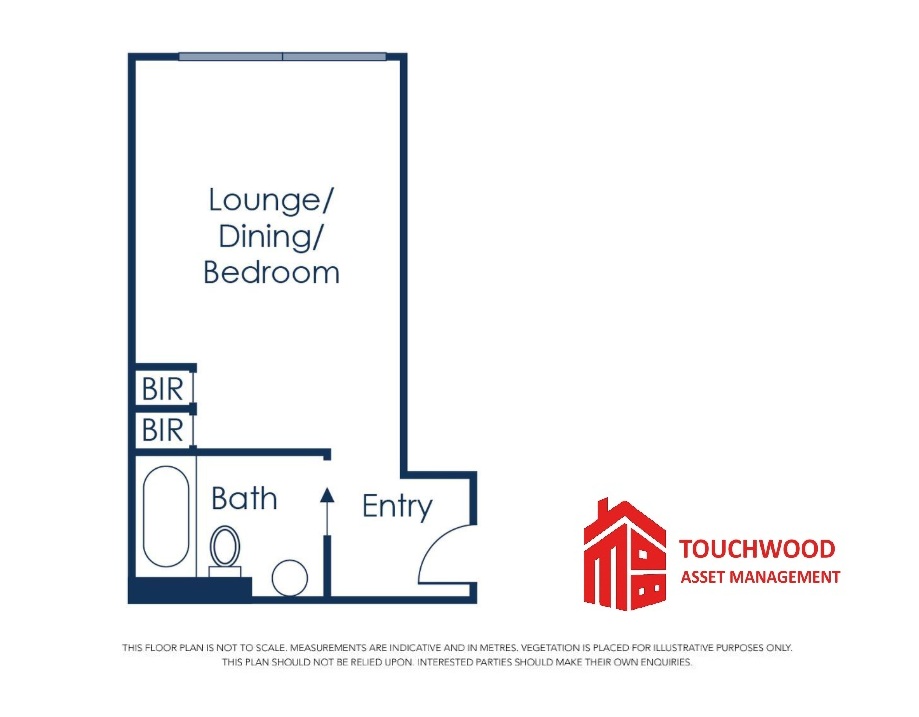 Lounge/
Dining/
Bedroom
BIR
BIR
Bath
Entry
TOUCHWOOD
ASSET MANAGEMENT
THIS FLOOR PLAN IS NOT TO SCALE. MEASUREMENTS ARE INDICATIVE AND IN METRES. VEGETATION IS PLACED FOR ILLUSTRATIVE PURPOSES ONLY.
THIS PLAN SHOULD NOT BE RELIED UPON. INTERESTED PARTIES SHOULD MAKE THEIR OWN ENQUIRIES.